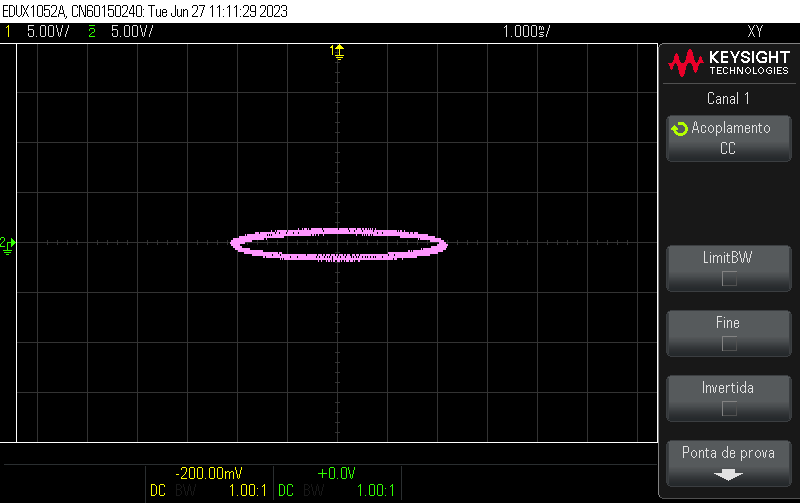 EDUX1052A, CN60150240: Tue Jun 27 11:11:29 2023
1 5.00V/ 2 5.00V/ 1.000ms/ XY
1
KEYSIGHT
TECHNOLOGIES
Canal 1
Acoplamento
CC
2
LimitBW
Fine
Invertida
Ponta de prova
-200.00mV +0.0V
DC BW 1.00:1 DC BW 1.00:1